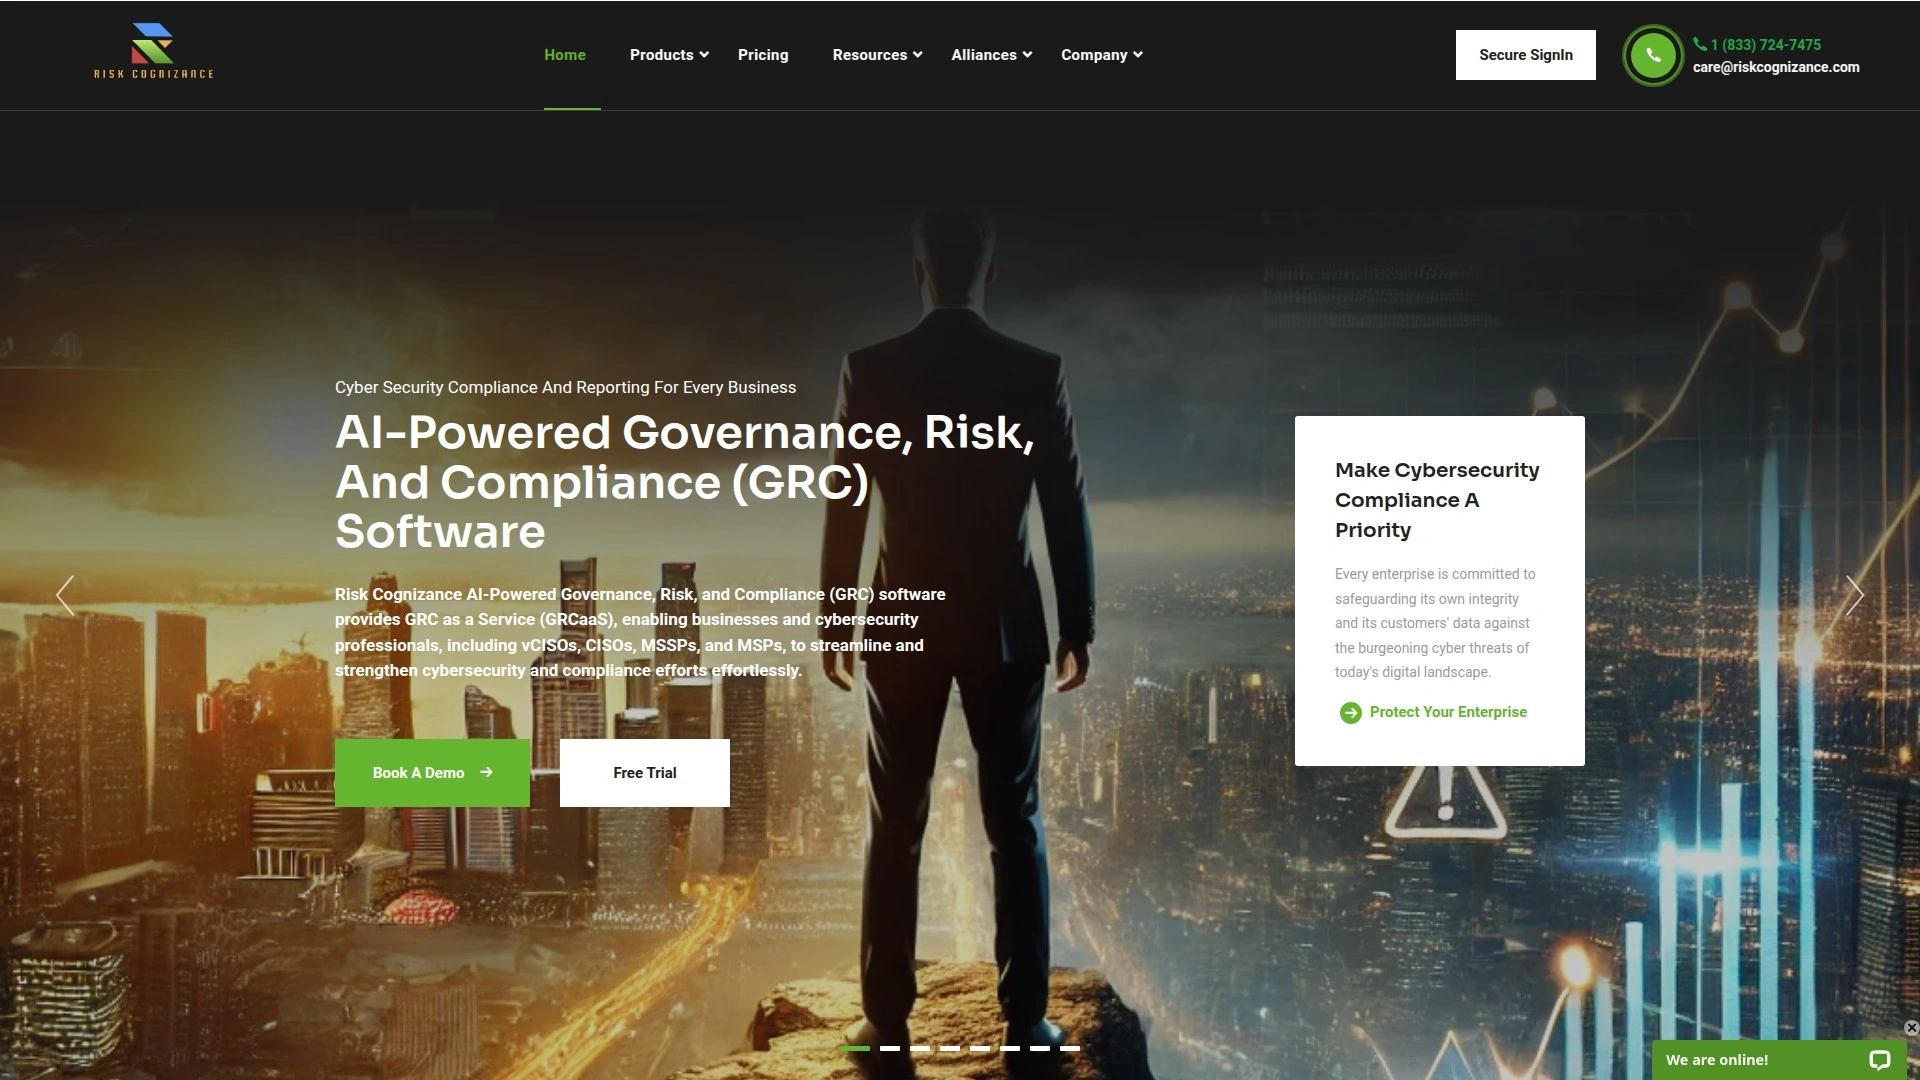 RISK COGNIZANCE
Home
Products
Pricing
Resources
Alliances
Company
Secure SignIn
1 (833) 724-7475
care@riskcognizance.com
Cyber Security Compliance And Reporting For Every Business
AI-Powered Governance, Risk,
And Compliance (GRC)
Software
Risk Cognizance AI-Powered Governance, Risk, and Compliance (GRC) software
provides GRC as a Service (GRCaaS), enabling businesses and cybersecurity
professionals, including vCISOs, CISOs, MSSPs, and MSPs, to streamline and
strengthen cybersecurity and compliance efforts effortlessly.
Book A Demo
Free Trial
Make Cybersecurity
Compliance A
Priority
Every enterprise is committed to
safeguarding its own integrity
and its customers' data against
the burgeoning cyber threats of
today's digital landscape.
Protect Your Enterprise
We are online!